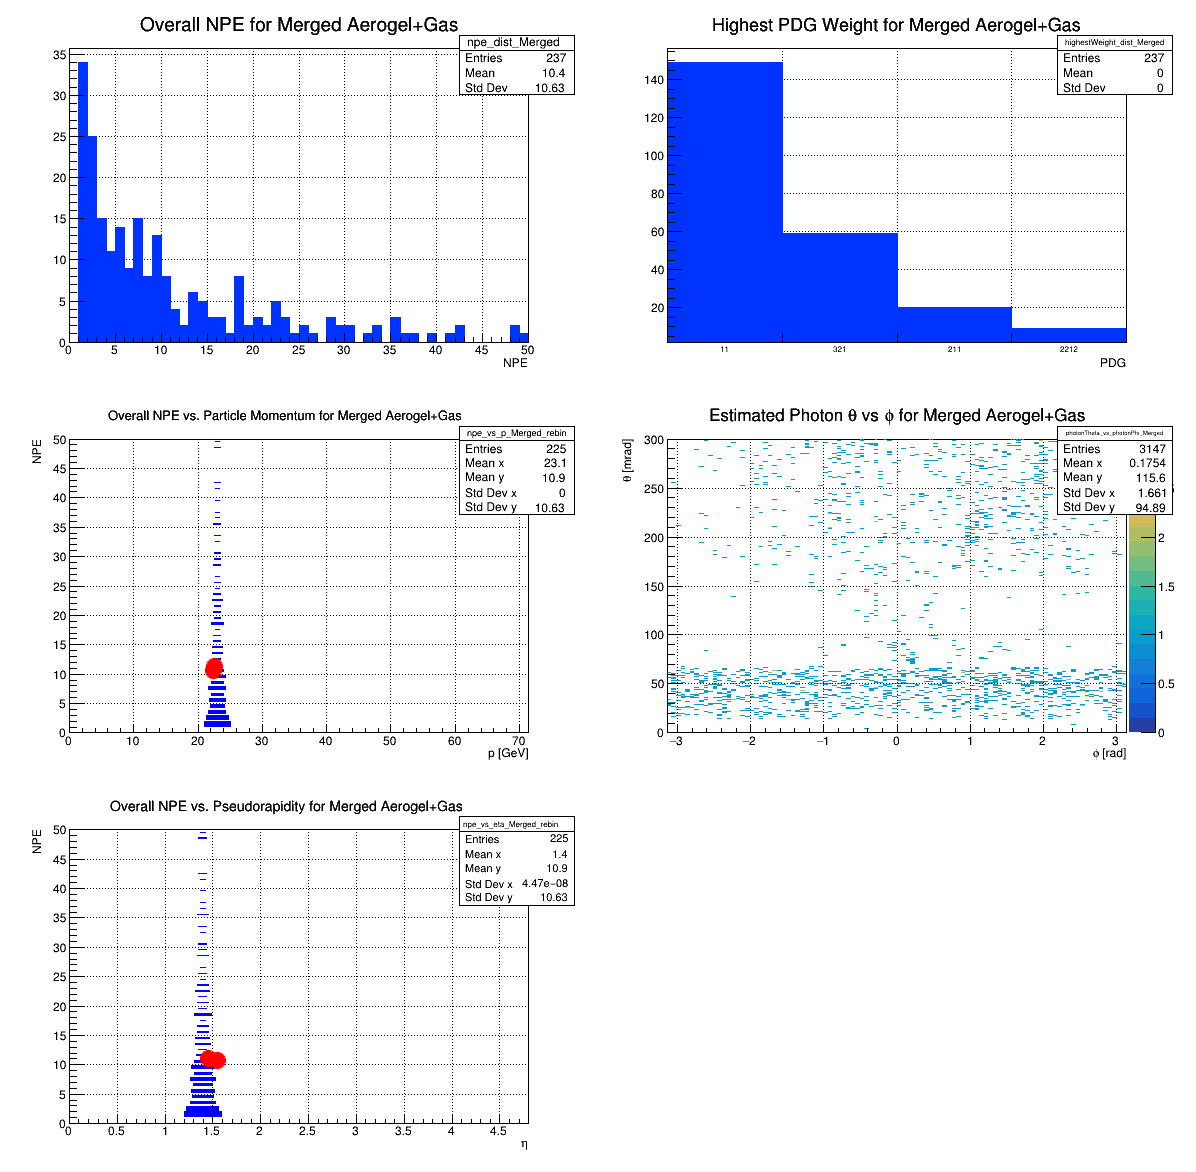 Overall NPE for Merged Aerogel+Gas
npe_dist_Merged
Entries 237
Mean 10.4
Std Dev 10.63
35
30
25
20
15
10
5
0
0 5 10 15 20 25 30 35 40 45 50
NPE
Highest PDG Weight for Merged Aerogel+Gas
highestWeight_dist_Merged
Entries 237
Mean 0
Std Dev 0
140
120
100
80
60
40
20
11 321 211 2212
PDG
Overall NPE vs. Particle Momentum for Merged Aerogel+Gas
npe_vs_p_Merged_rebin
Entries 225
Mean x 23.1
Mean y 10.9
Std Dev x 0
Std Dev y 10.63
NPE
50
45
40
35
30
25
20
15
10
5
0
0 10 20 30 40 50 60 70
p [GeV]
Estimated Photon θ vs ϕ for Merged Aerogel+Gas
photonTheta_vs_photonPhi_Merged
Entries 3147
Mean x 0.1754
Mean y 115.6
Std Dev x 1.661
Std Dev y 94.89
θ [mrad]
300
250
200
150
100
50
0
−3 −2 −1 0 1 2 3
ϕ [rad]
2
1.5
1
0.5
0
Overall NPE vs. Pseudorapidity for Merged Aerogel+Gas
npe_vs_eta_Merged_rebin
Entries 225
Mean x 1.4
Mean y 10.9
Std Dev x 4.47e−08
Std Dev y 10.63
NPE
50
45
40
35
30
25
20
15
10
5
0
0 0.5 1 1.5 2 2.5 3 3.5 4 4.5
η